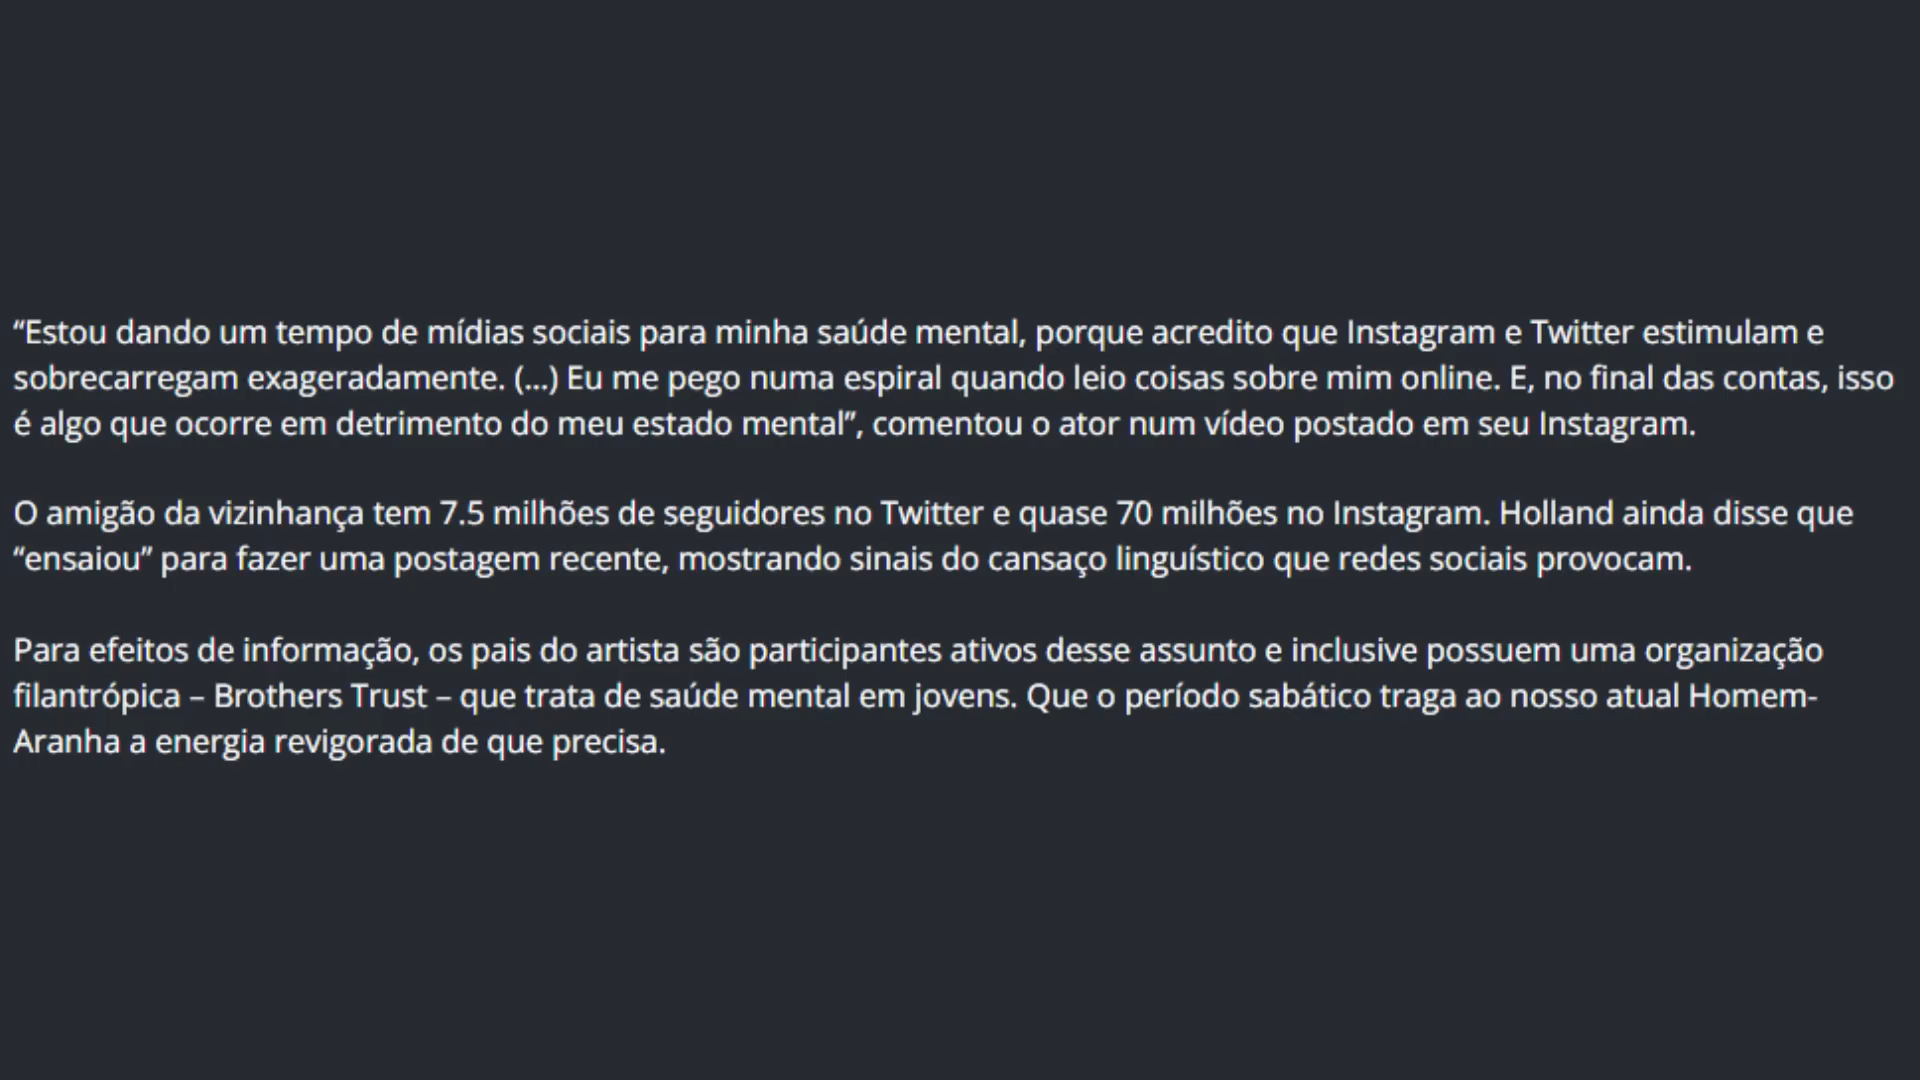 “Estou dando um tempo de mídias sociais para minha saúde mental, porque acredito que Instagram e Twitter estimulam e
sobrecarregam exageradamente. (...) Eu me pego numa espiral quando leio coisas sobre mim online. E, no final das contas, isso
é algo que ocorre em detrimento do meu estado mental”, comentou o ator num vídeo postado em seu Instagram.
O amigão da vizinhança tem 7.5 milhões de seguidores no Twitter e quase 70 milhões no Instagram. Holland ainda disse que
“ensaiou” para fazer uma postagem recente, mostrando sinais do cansaço linguístico que redes sociais provocam.
Para efeitos de informação, os pais do artista são participantes ativos desse assunto e inclusive possuem uma organização
filantrópica – Brothers Trust – que trata de saúde mental em jovens. Que o período sabático traga ao nosso atual Homem-
Aranha a energia revigorada de que precisa.